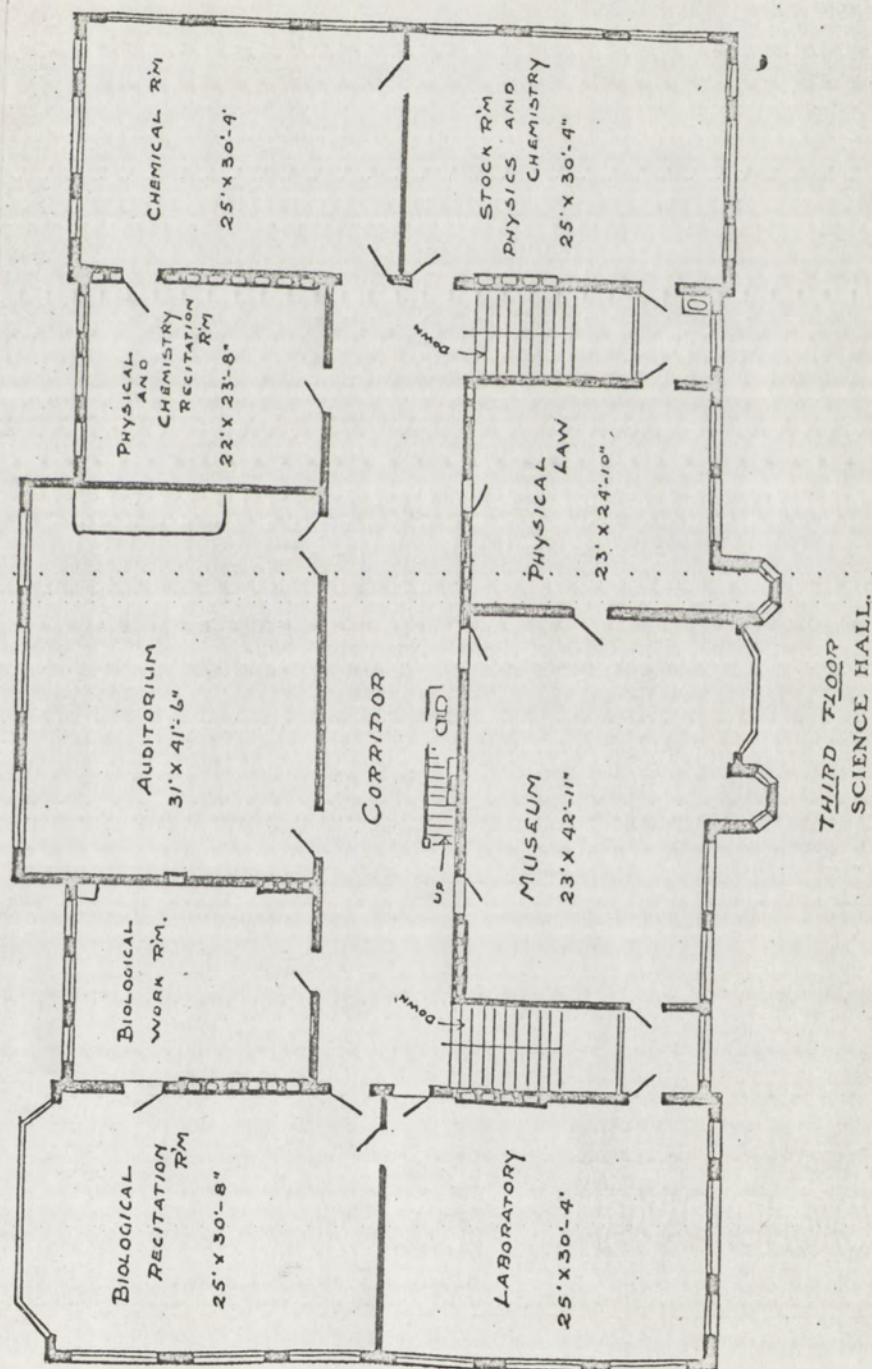 BIOLOGICAL
RECITATION
R'M
25' X 30'-8"
BIOLOGICAL
WORK R'M.
AUDITORIUM
31' X 41'-6"
PHYSICAL
AND
CHEMISTRY
RECITATION
R'M
22' X 23'-8"
CHEMICAL R'M
25' X 30'-4'
CORRIDOR
UP
DOWN
DOWN
LABORATORY
25' X 30'-4'
MUSEUM
23' X 42'-11"
PHYSICAL
LAW
23' X 24'-10"
STOCK R'M
PHYSICS AND
CHEMISTRY
25' X 30'-4"
THIRD FLOOR
SCIENCE HALL.